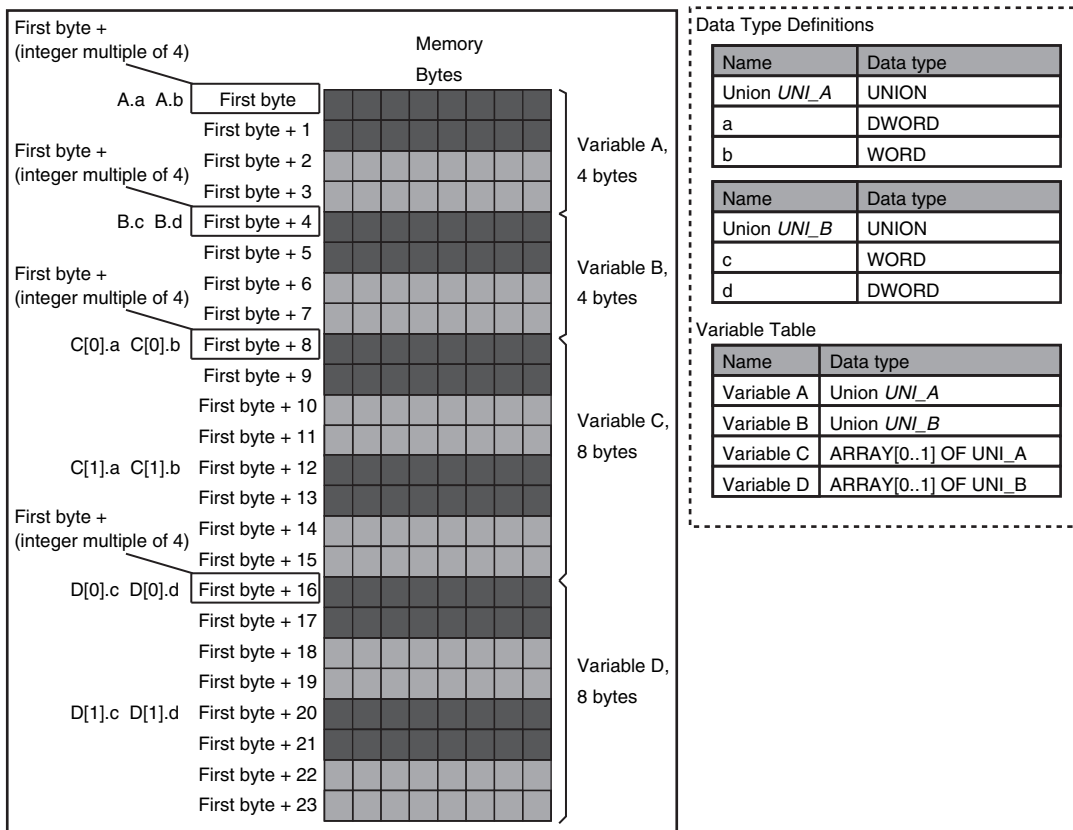 First byte +
(integer multiple of 4)
Memory
Bytes
A.a A.b First byte
First byte + 1
First byte +
(integer multiple of 4)
First byte + 2
First byte + 3
Variable A,
4 bytes
B.c B.d First byte + 4
First byte + 5
First byte +
(integer multiple of 4)
First byte + 6
First byte + 7
Variable B,
4 bytes
C[0].a C[0].b First byte + 8
First byte + 9
First byte + 10
First byte + 11
Variable C,
8 bytes
C[1].a C[1].b First byte + 12
First byte + 13
First byte +
(integer multiple of 4)
First byte + 14
First byte + 15
D[0].c D[0].d First byte + 16
First byte + 17
First byte + 18
First byte + 19
Variable D,
8 bytes
D[1].c D[1].d First byte + 20
First byte + 21
First byte + 22
First byte + 23
Data Type Definitions
Name Data type
Union UNI_A UNION
a DWORD
b WORD
Name Data type
Union UNI_B UNION
c WORD
d DWORD
Variable Table
Name Data type
Variable A Union UNI_A
Variable B Union UNI_B
Variable C ARRAY[0..1] OF UNI_A
Variable D ARRAY[0..1] OF UNI_B